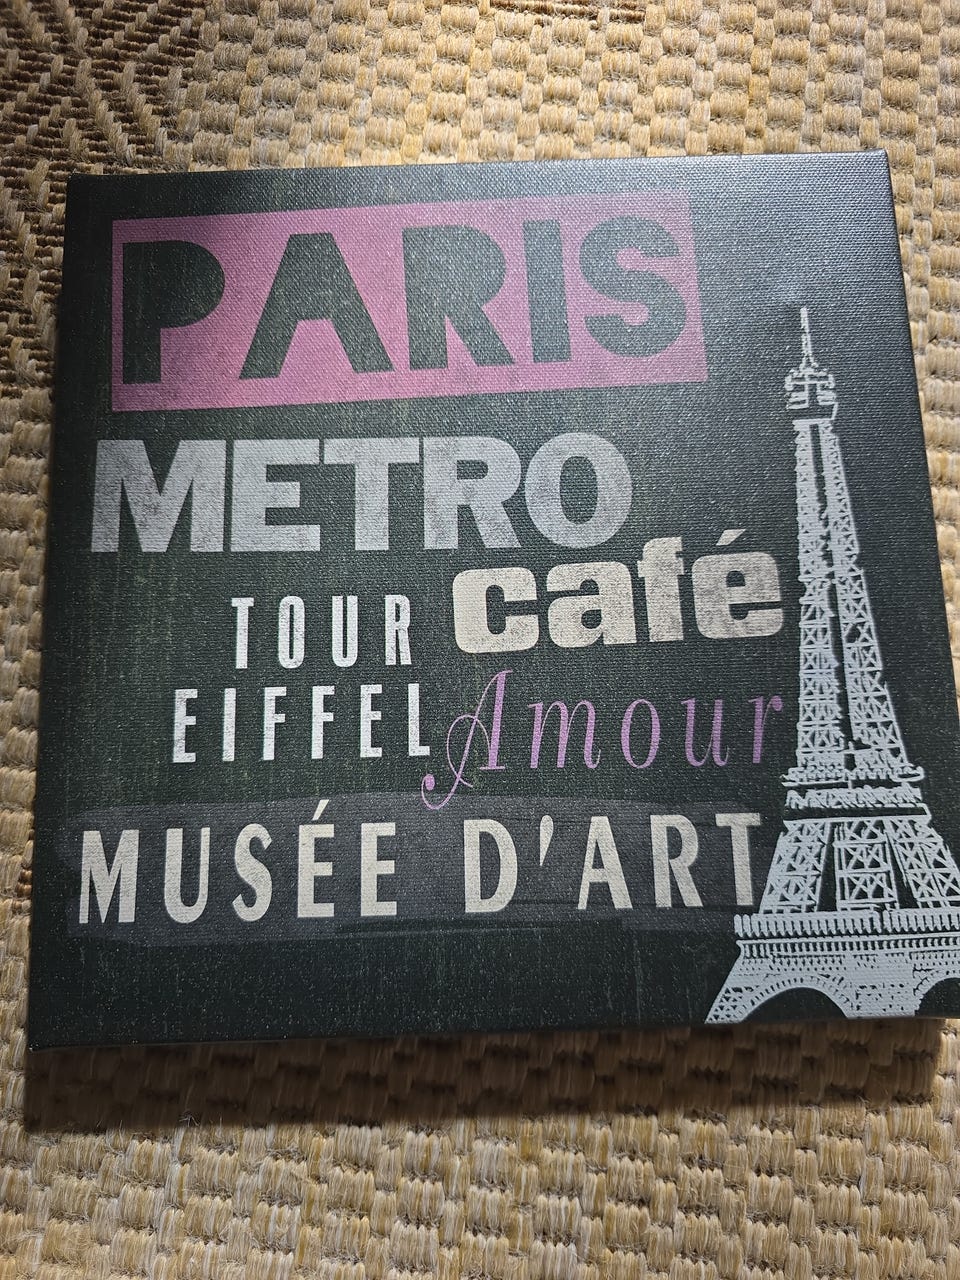 PARIS
METRO
café
TOUR
EIFFEL
Amour
MUSÉE D'ART